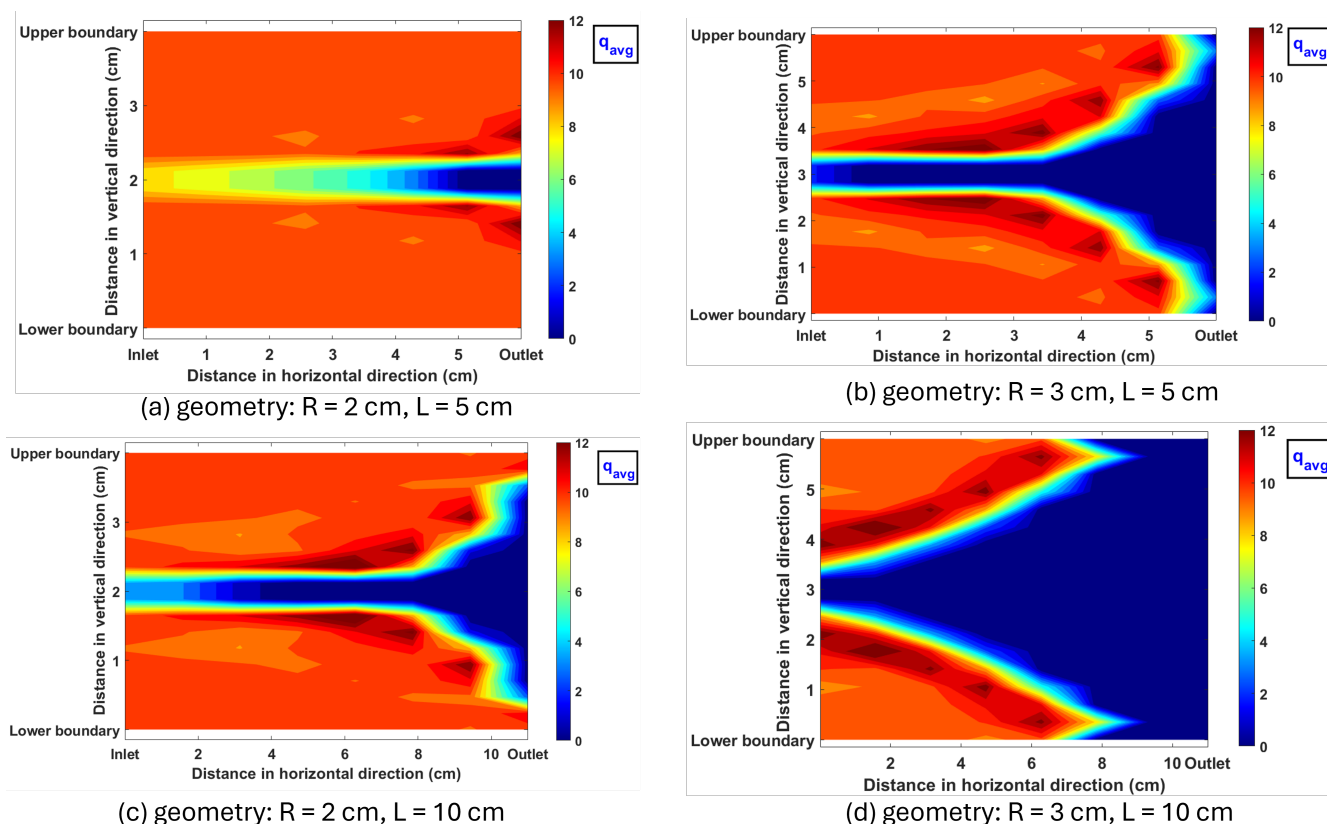 Upper boundary
3
2
1
Lower boundary
Distance in vertical direction (cm)
Inlet 1 2 3 4 5 Outlet
Distance in horizontal direction (cm)
12
10
8
6
4
2
0
qavg
(a) geometry: R = 2 cm, L = 5 cm
Upper boundary
5
4
3
2
1
Lower boundary
Distance in vertical direction (cm)
Inlet 1 2 3 4 5 Outlet
Distance in horizontal direction (cm)
12
10
8
6
4
2
0
qavg
(b) geometry: R = 3 cm, L = 5 cm
Upper boundary
3
2
1
Lower boundary
Distance in vertical direction (cm)
Inlet 2 4 6 8 10 Outlet
Distance in horizontal direction (cm)
12
10
8
6
4
2
0
qavg
(c) geometry: R = 2 cm, L = 10 cm
Upper boundary
5
4
3
2
1
Lower boundary
Distance in vertical direction (cm)
2 4 6 8 10 Outlet
Distance in horizontal direction (cm)
12
10
8
6
4
2
0
qavg
(d) geometry: R = 3 cm, L = 10 cm